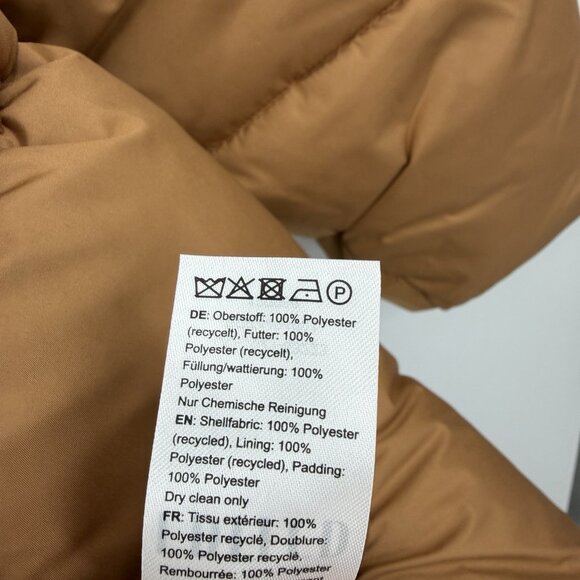 P
DE: Oberstoff: 100% Polyester
(recycelt), Futter: 100%
Polyester (recycelt),
Füllung/wattierung: 100%
Polyester
Nur Chemische Reinigung
EN: Shellfabric: 100% Polyester
(recycled), Lining: 100%
Polyester (recycled), Padding:
100% Polyester
Dry clean only
FR: Tissu extérieur: 100%
Polyester recyclé, Doublure:
100% Polyester recyclé,
Rembourrée: 100% Polyester